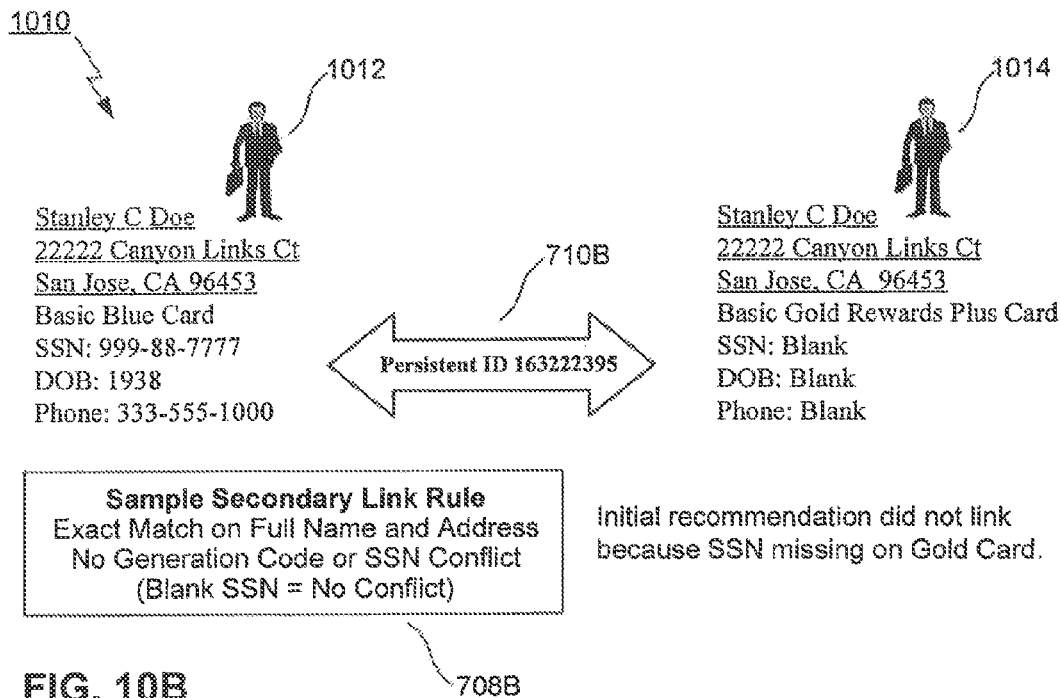 1010
1012
1014
Stanley C Doe
22222 Canyon Links Ct
San Jose, CA 96453
Basic Blue Card
SSN: 999-88-7777
DOB: 1938
Phone: 333-555-1000
710B
Persistent ID 163222395
Stanley C Doe
22222 Canyon Links Ct
San Jose, CA 96453
Basic Gold Rewards Plus Card
SSN: Blank
DOB: Blank
Phone: Blank
Sample Secondary Link Rule
Exact Match on Full Name and Address
No Generation Code or SSN Conflict
(Blank SSN = No Conflict)
Initial recommendation did not link
because SSN missing on Gold Card.
708B
FIG. 10B